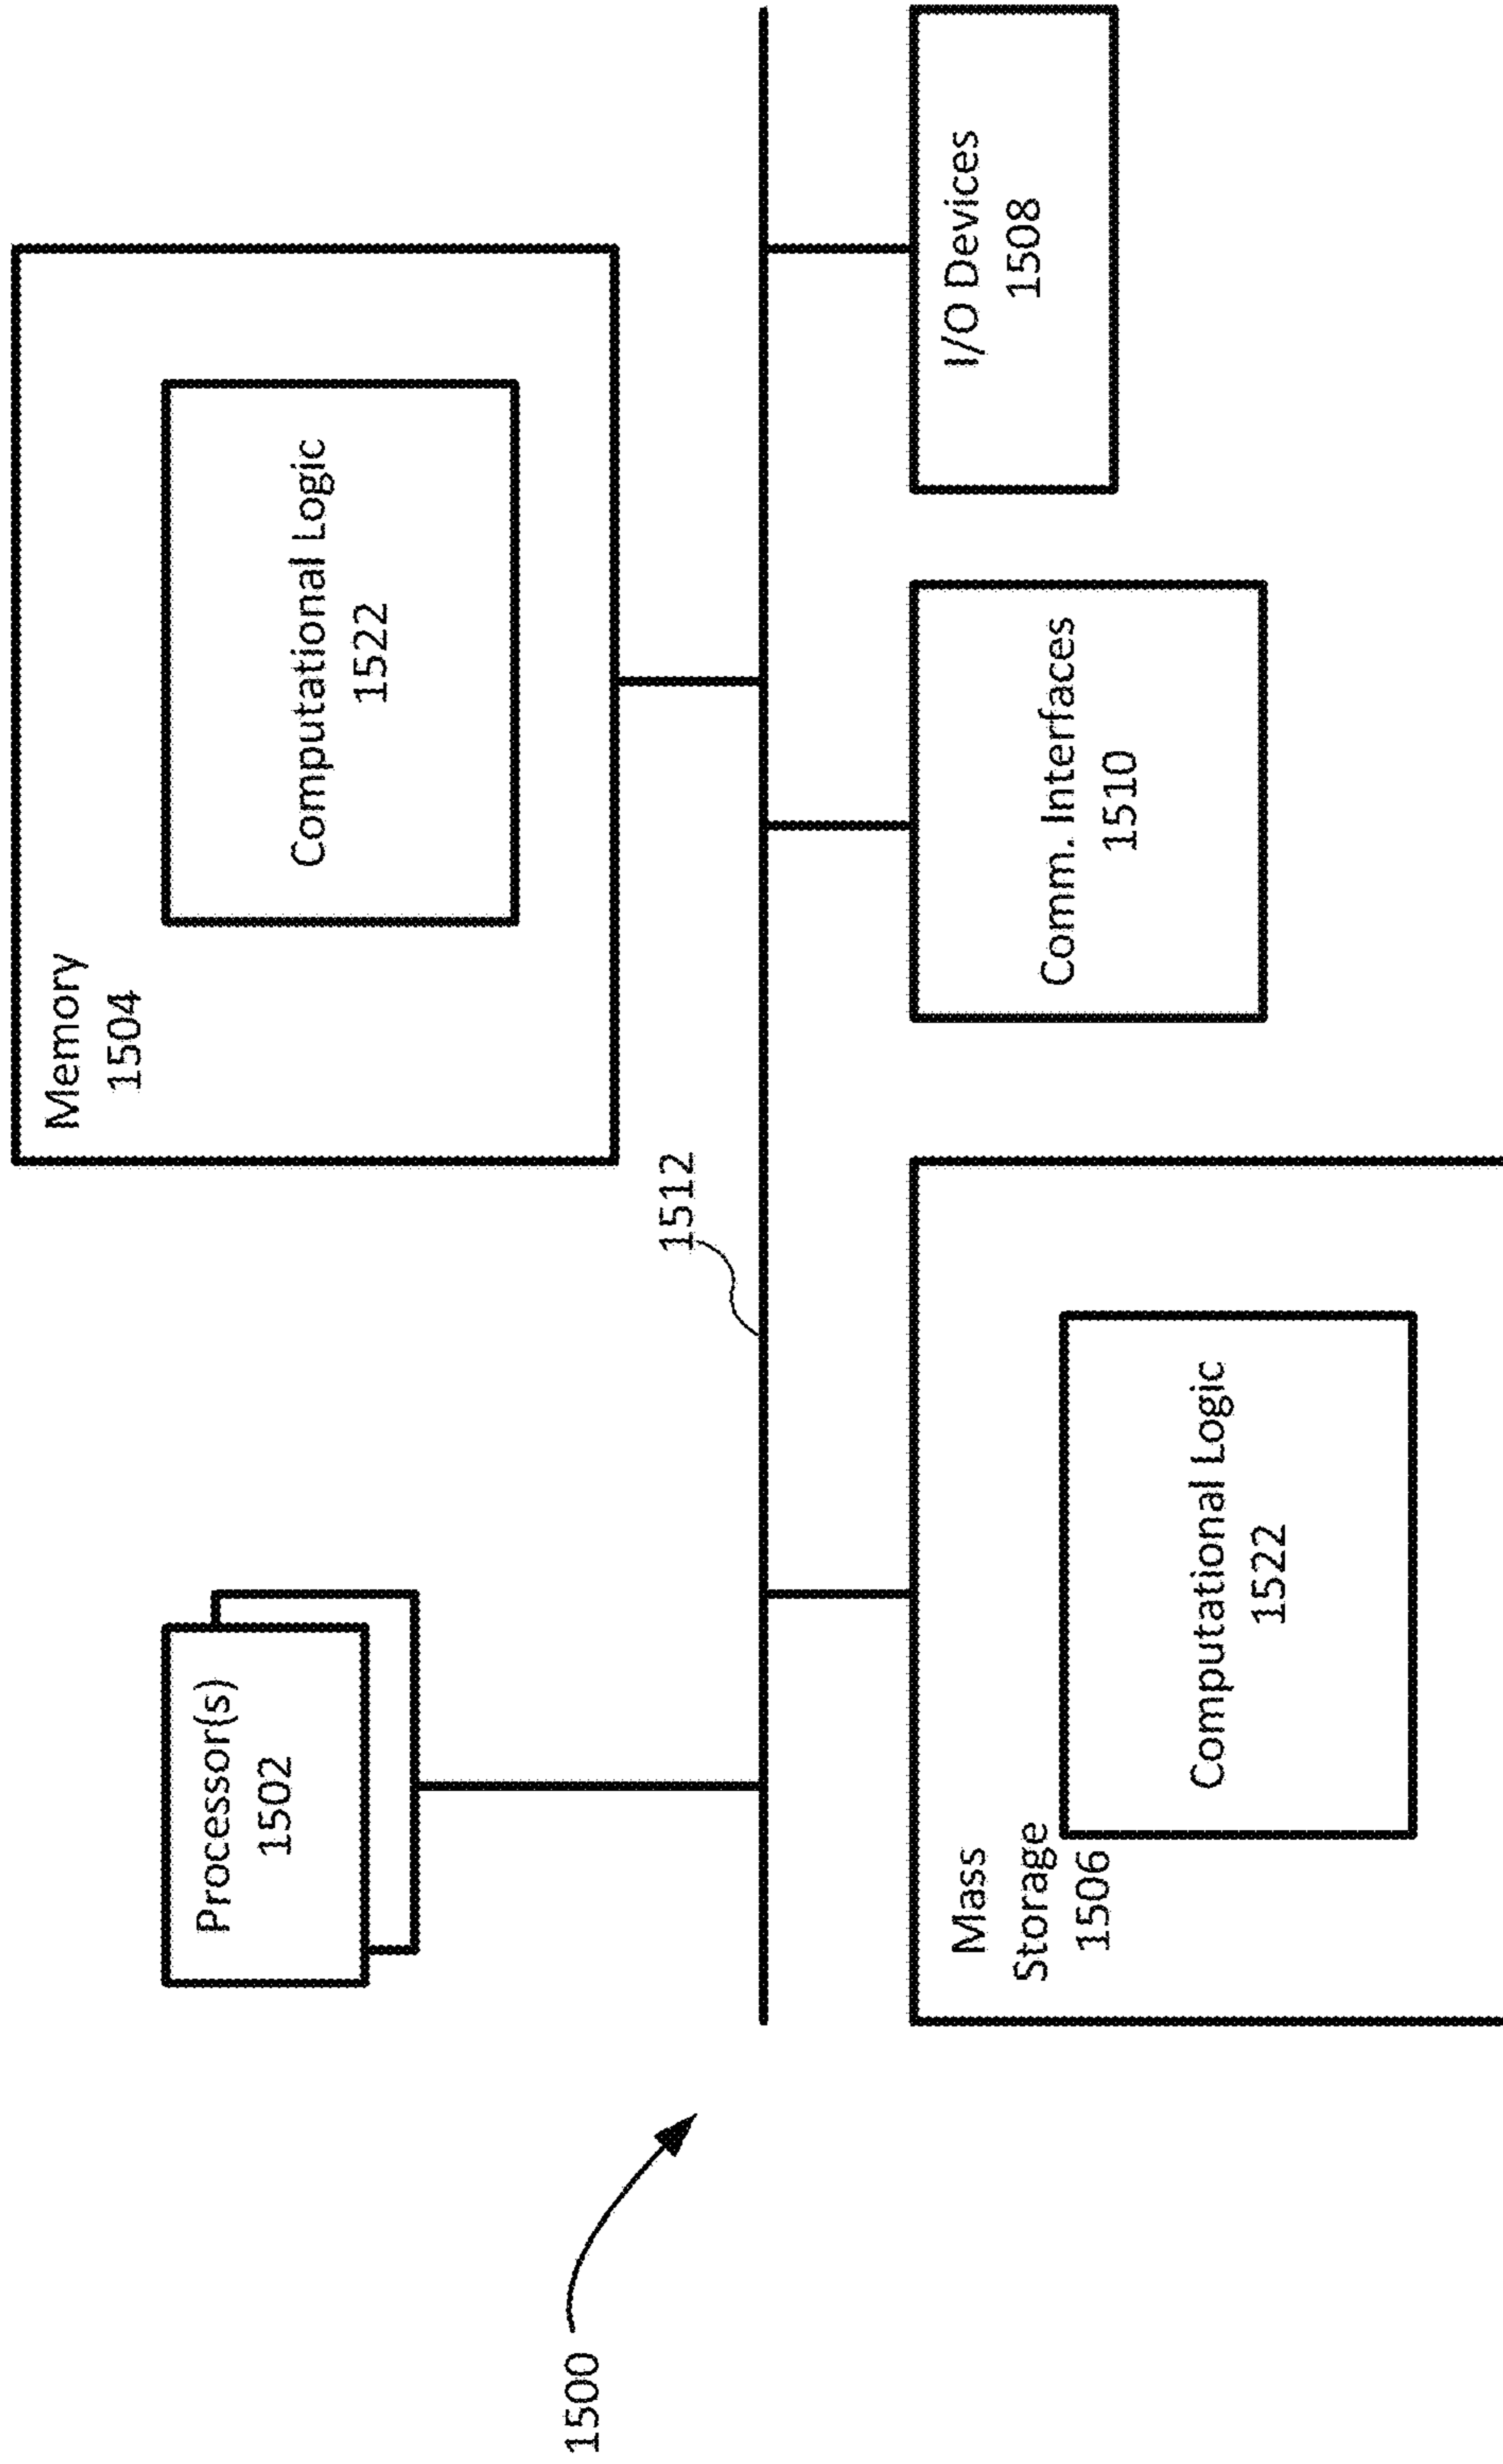 1500
Processor(s)
1502
Memory
1504
Computational Logic
1522
1512
Mass
Storage
1506
Computational Logic
1522
Comm. Interfaces
1510
I/O Devices
1508